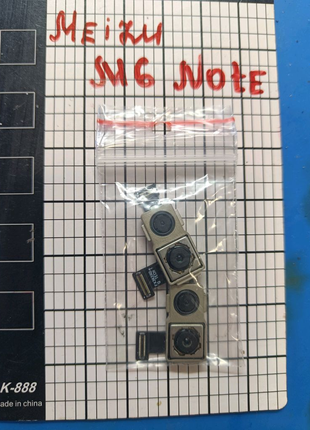 MEIZU
M6 NOtE
K-888
ade in china